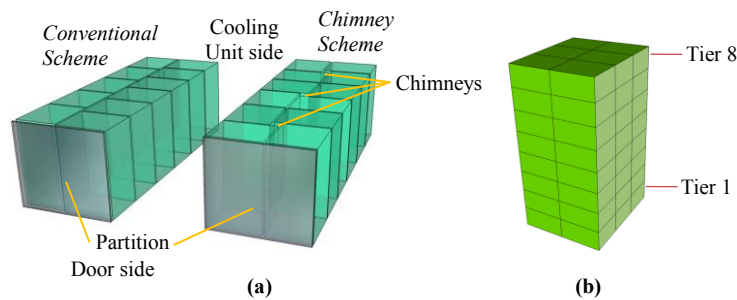 Conventional
Scheme
Cooling
Unit side
Chimney
Scheme
Chimneys
Partition
Door side
(a)
Tier 8
Tier 1
(b)